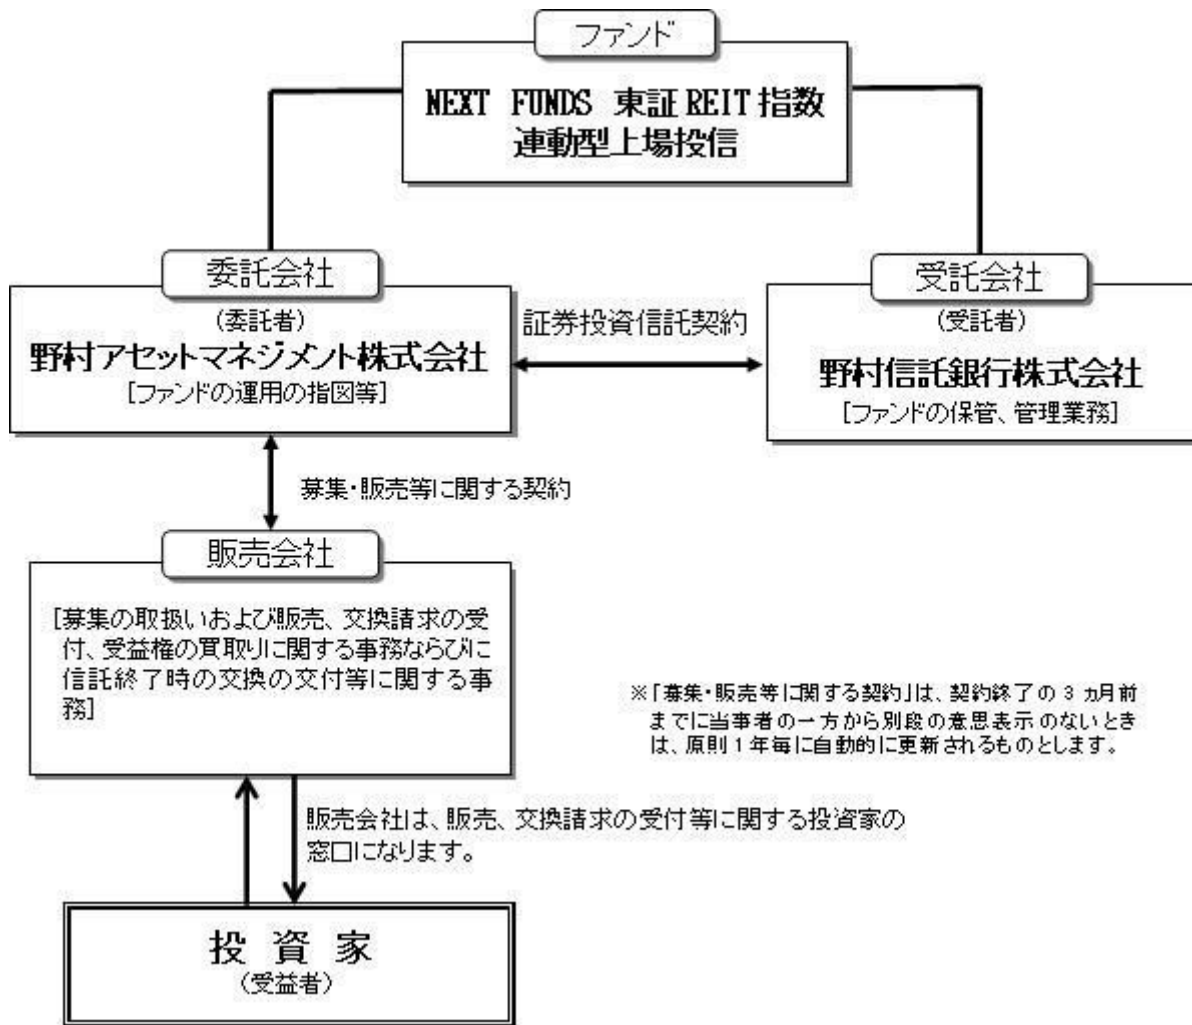 ファンド
NEXT FUNDS 東証REIT指数
連動型上場投信
委託会社
(委託者)
野村アセットマネジメント株式会社
[ファンドの運用の指図等]
証券投資信託契約
受託会社
(受託者)
野村信託銀行株式会社
[ファンドの保管、管理業務]
募集・販売等に関する契約
販売会社
[募集の取扱いおよび販売、交換請求の受
付、受益権の買取りに関する事務ならびに
信託終了時の交換の交付等に関する事
務]
※「募集・販売等に関する契約」は、契約終了の3ヵ月前
までに当事者の一方から別段の意思表示のないとき
は、原則1年毎に自動的に更新されるものとします。
販売会社は、販売、交換請求の受付等に関する投資家の
窓口になります。
投資家
(受益者)